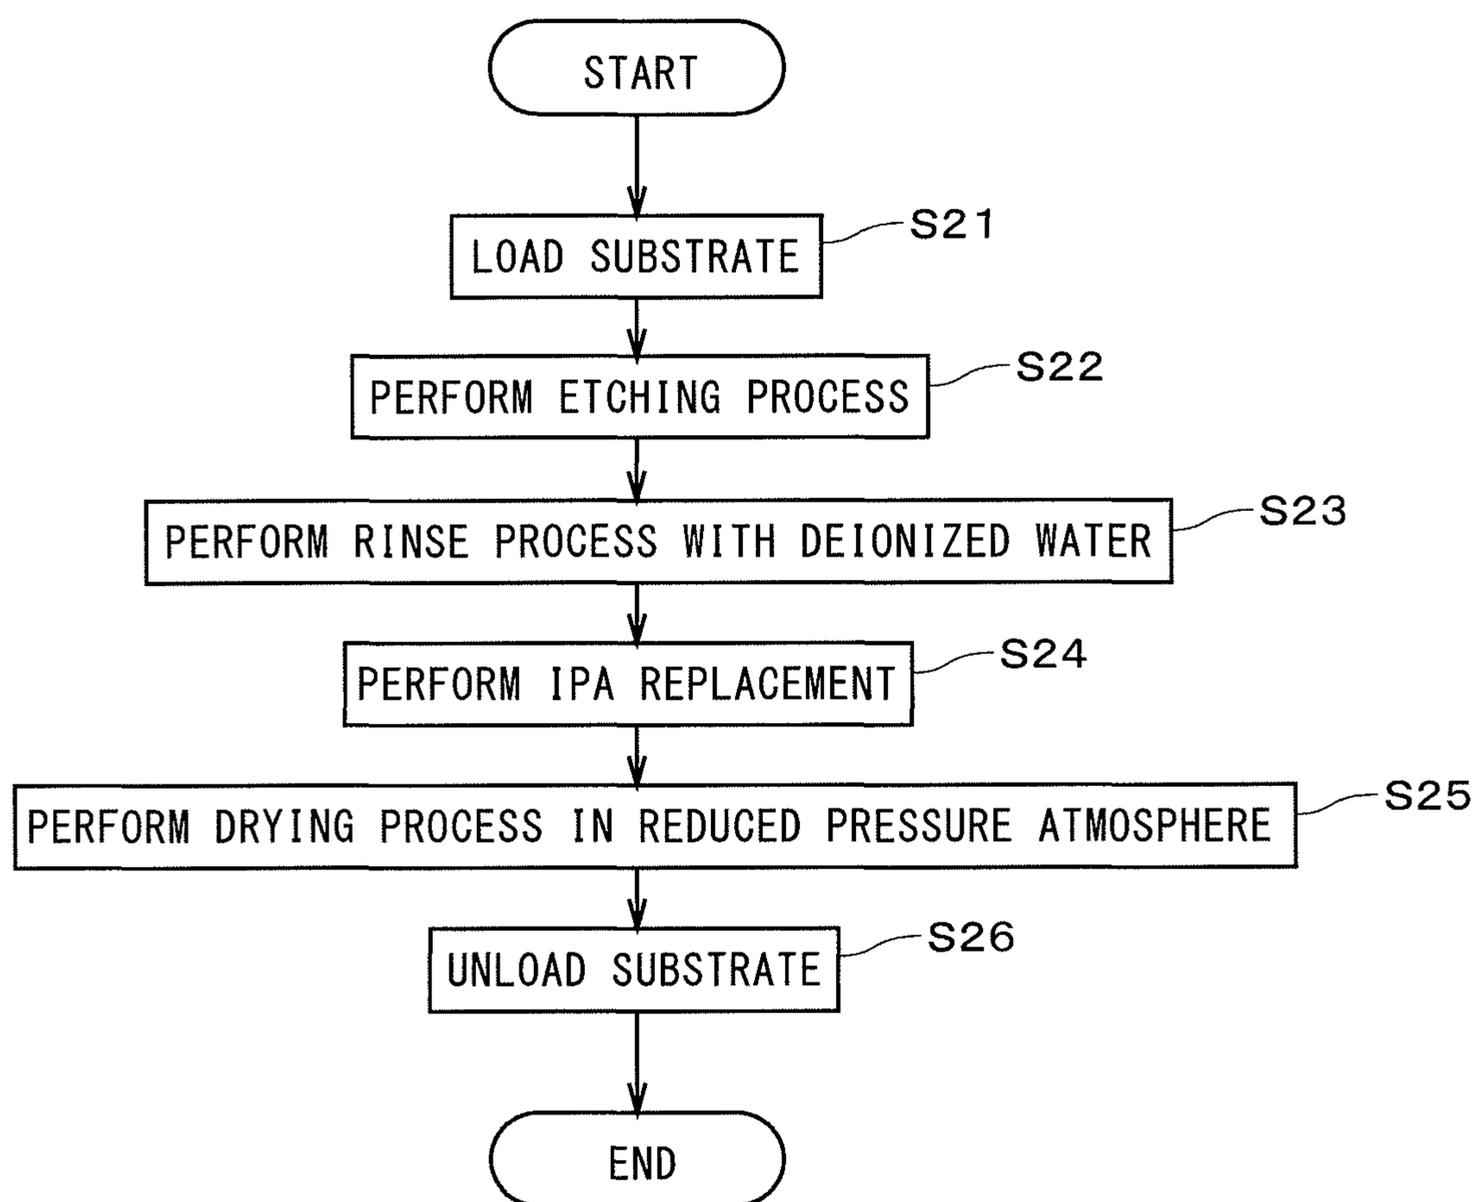 START
LOAD SUBSTRATE
S21
PERFORM ETCHING PROCESS
S22
PERFORM RINSE PROCESS WITH DEIONIZED WATER
S23
PERFORM IPA REPLACEMENT
S24
PERFORM DRYING PROCESS IN REDUCED PRESSURE ATMOSPHERE
S25
UNLOAD SUBSTRATE
S26
END